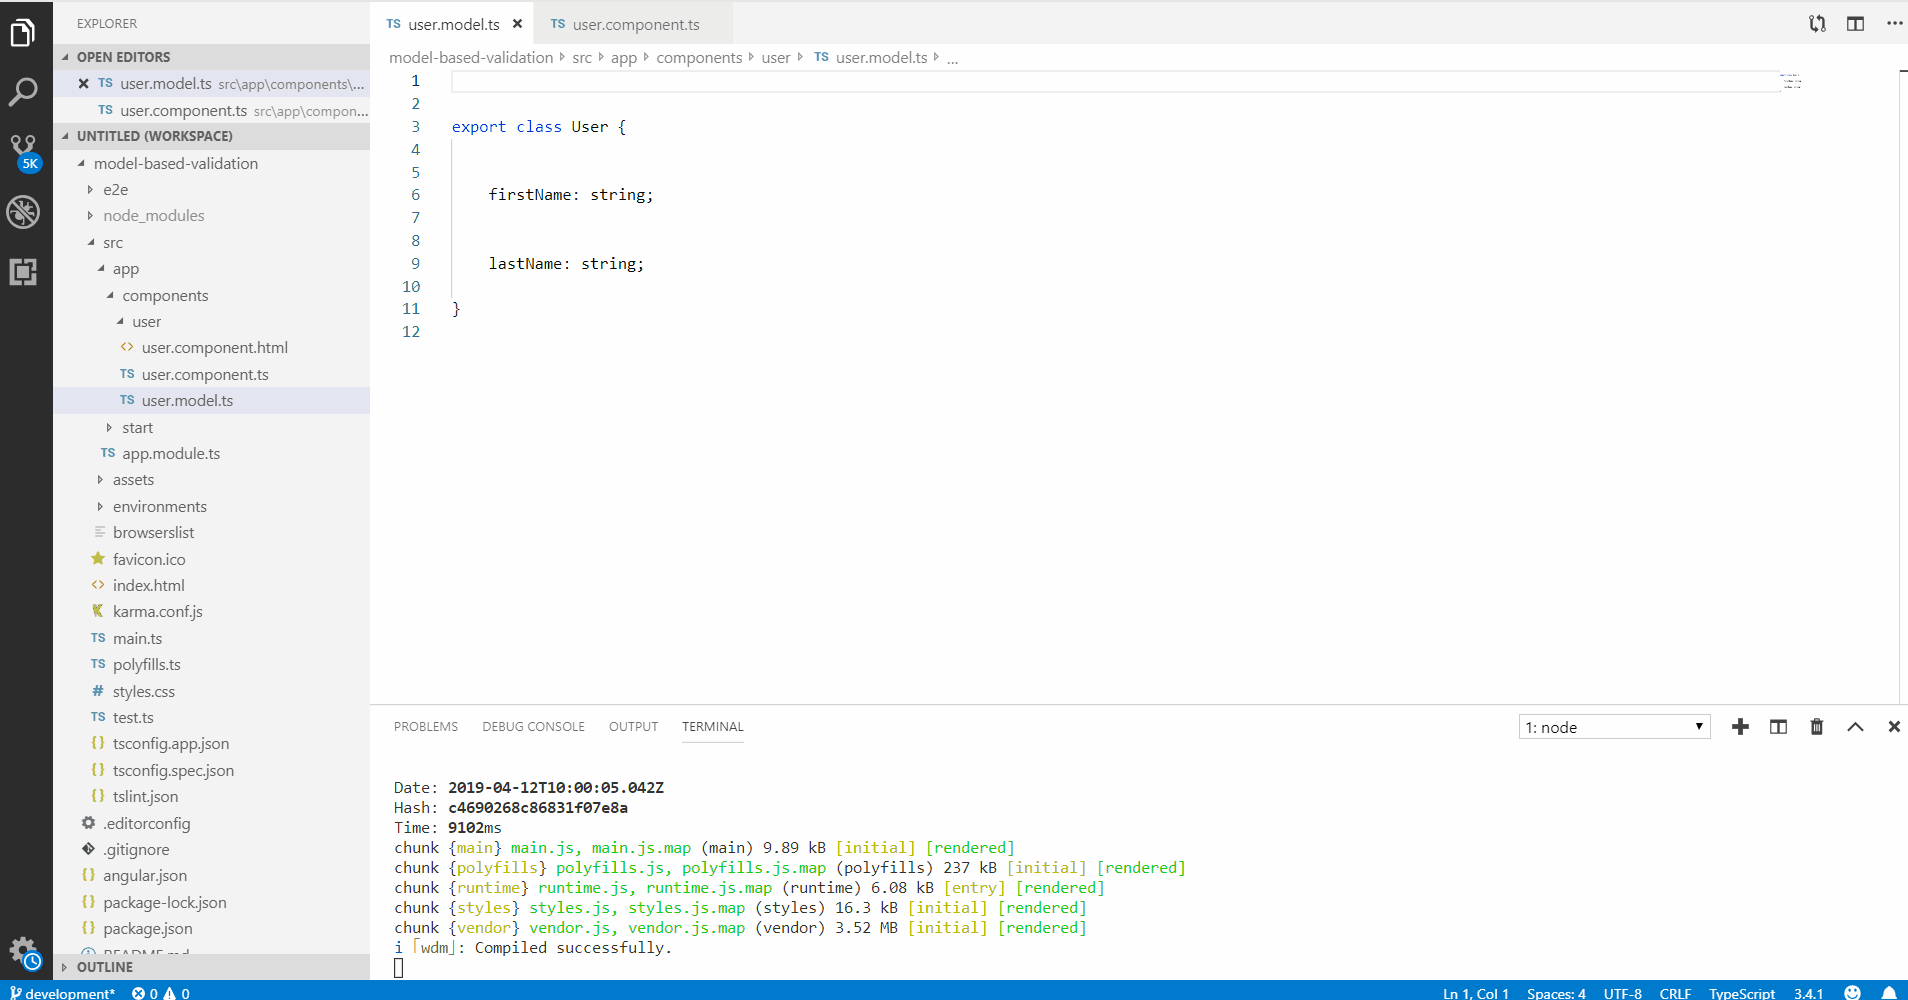 EXPLORER
OPEN EDITORS
TS user.model.ts src\app\components\...
TS user.component.ts src\app\compon...
UNTITLED (WORKSPACE)
model-based-validation
e2e
node_modules
src
app
components
user
<> user.component.html
TS user.component.ts
TS user.model.ts
start
TS app.module.ts
assets
environments
browserslist
favicon.ico
<> index.html
karma.conf.js
TS main.ts
TS polyfills.ts
# styles.css
TS test.ts
{} tsconfig.app.json
{} tsconfig.spec.json
{} tslint.json
.editorconfig
.gitignore
{} angular.json
{} package-lock.json
{} package.json
README.md
OUTLINE
5K
TS user.model.ts TS user.component.ts
model-based-validation src app components user TS user.model.ts ...
1
2
3 export class User {
4
5
6 firstName: string;
7
8
9 lastName: string;
10
11 }
12
PROBLEMS DEBUG CONSOLE OUTPUT TERMINAL 1: node
Date: 2019-04-12T10:00:05.042Z
Hash: c4690268c86831f07e8a
Time: 9102ms
chunk {main} main.js, main.js.map (main) 9.89 kB [initial] [rendered]
chunk {polyfills} polyfills.js, polyfills.js.map (polyfills) 237 kB [initial] [rendered]
chunk {runtime} runtime.js, runtime.js.map (runtime) 6.08 kB [entry] [rendered]
chunk {styles} styles.js, styles.js.map (styles) 16.3 kB [initial] [rendered]
chunk {vendor} vendor.js, vendor.js.map (vendor) 3.52 MB [initial] [rendered]
i ｢wdm｣: Compiled successfully.
development* 0 0 Ln 1, Col 1 Spaces: 4 UTF-8 CRLF TypeScript 3.4.1